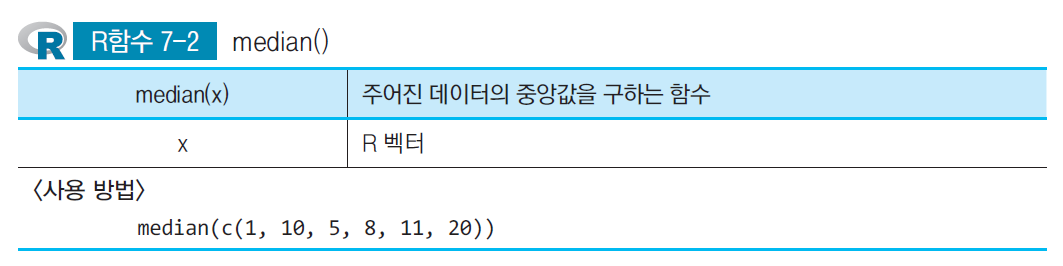 R R함수 7-2 median()
median(x) 주어진 데이터의 중앙값을 구하는 함수
x R 벡터
〈사용 방법〉
median(c(1, 10, 5, 8, 11, 20))